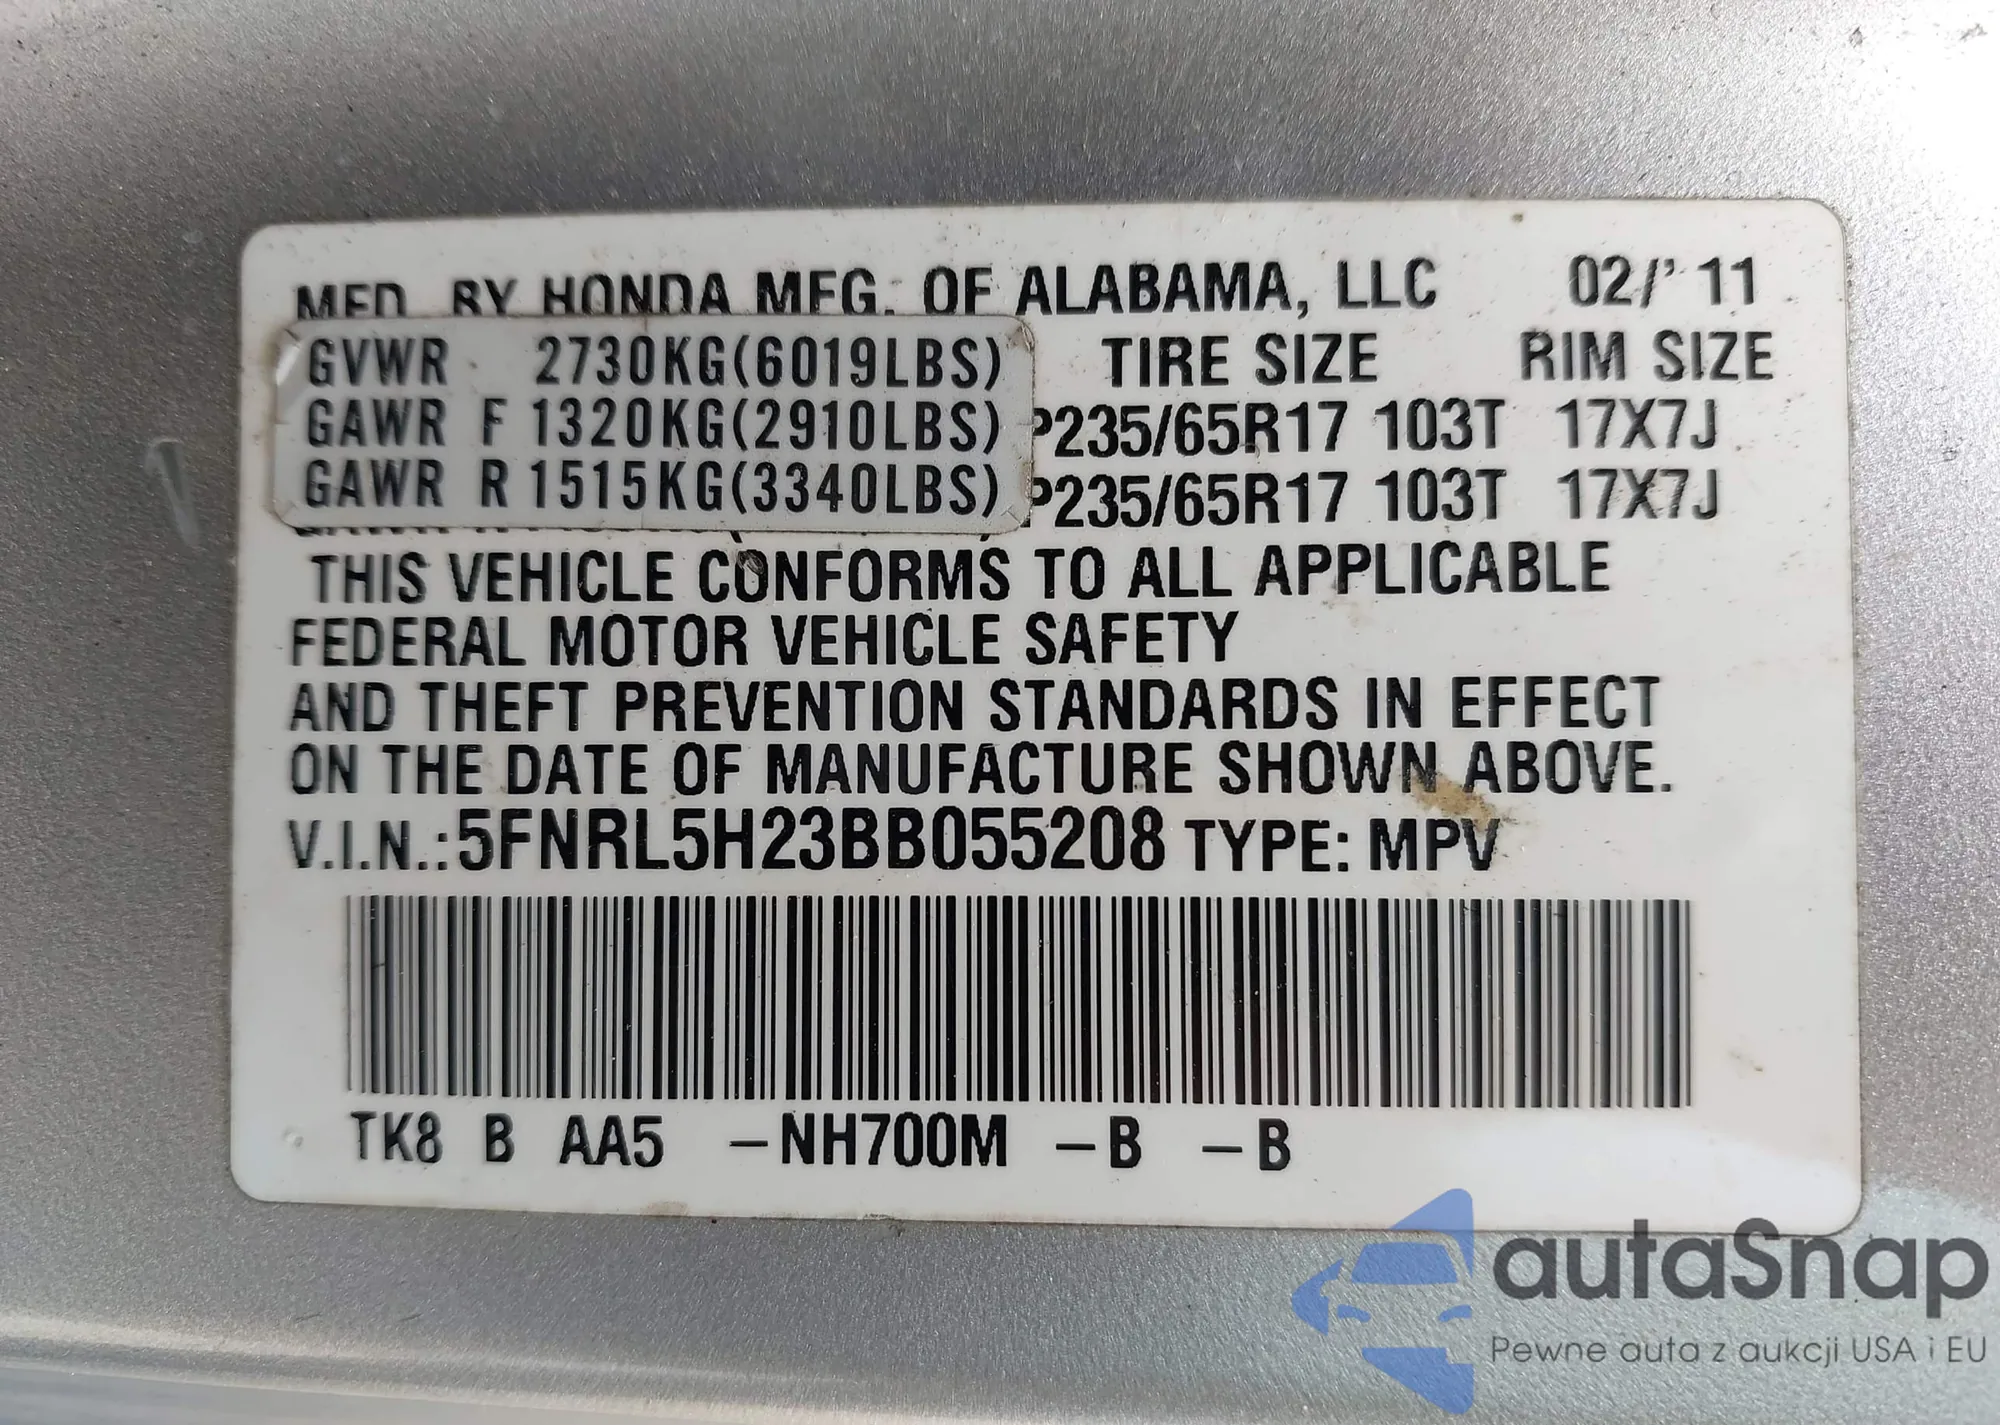 MFD. BY HONDA MFG. OF ALABAMA, LLC 02/'11
GVWR 2730KG(6019LBS) TIRE SIZE RIM SIZE
GAWR F 1320KG(2910LBS) P235/65R17 103T 17X7J
GAWR R 1515KG(3340LBS) P235/65R17 103T 17X7J
THIS VEHICLE CONFORMS TO ALL APPLICABLE
FEDERAL MOTOR VEHICLE SAFETY
AND THEFT PREVENTION STANDARDS IN EFFECT
ON THE DATE OF MANUFACTURE SHOWN ABOVE.
V.I.N.:5FNRL5H23BB055208 TYPE: MPV
TK8 B AA5 -NH700M -B -B
autaSnap
Pewne auta z aukcji USA i EU